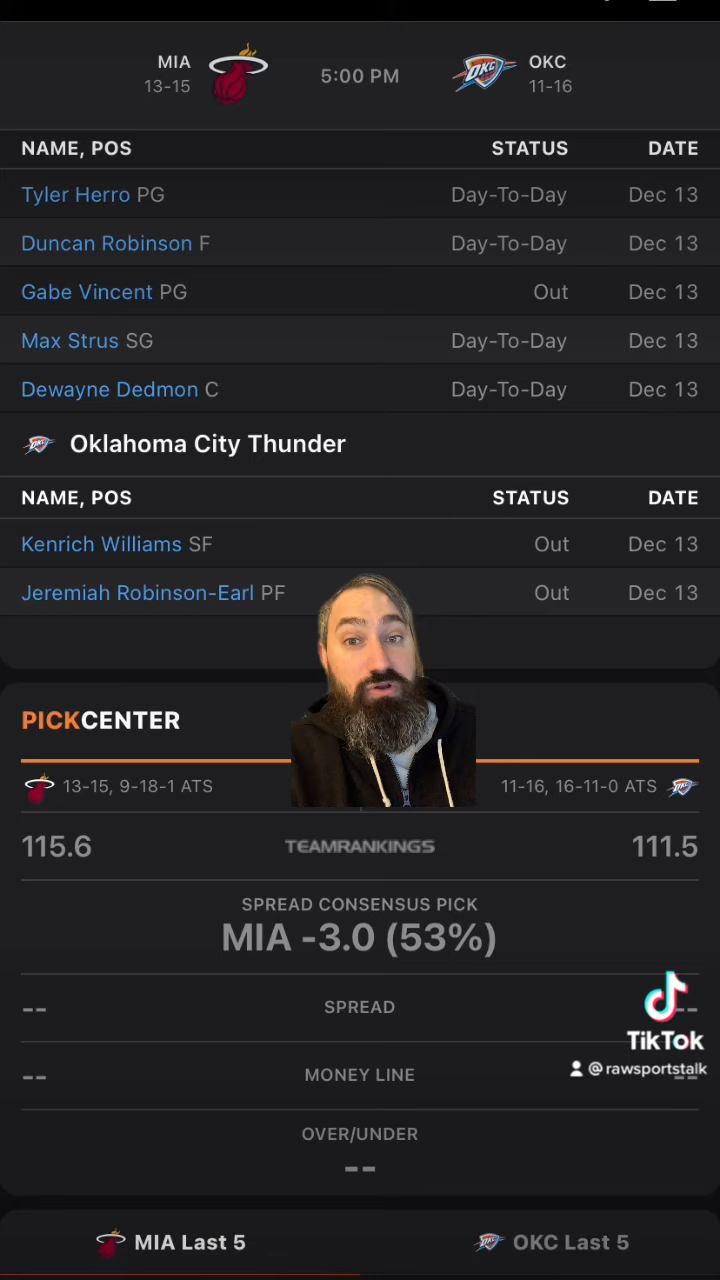 MIA
13-15
5:00 PM
OKC
11-16
NAME, POS STATUS DATE
Tyler Herro PG Day-To-Day Dec 13
Duncan Robinson F Day-To-Day Dec 13
Gabe Vincent PG Out Dec 13
Max Strus SG Day-To-Day Dec 13
Dewayne Dedmon C Day-To-Day Dec 13
Oklahoma City Thunder
NAME, POS STATUS DATE
Kenrich Williams SF Out Dec 13
Jeremiah Robinson-Earl PF Out Dec 13
PICKCENTER
13-15, 9-18-1 ATS 11-16, 16-11-0 ATS
115.6 TEAMRANKINGS 111.5
SPREAD CONSENSUS PICK
MIA -3.0 (53%)
-- SPREAD --
TikTok
@rawsportstalk
-- MONEY LINE --
OVER/UNDER
--
MIA Last 5 OKC Last 5